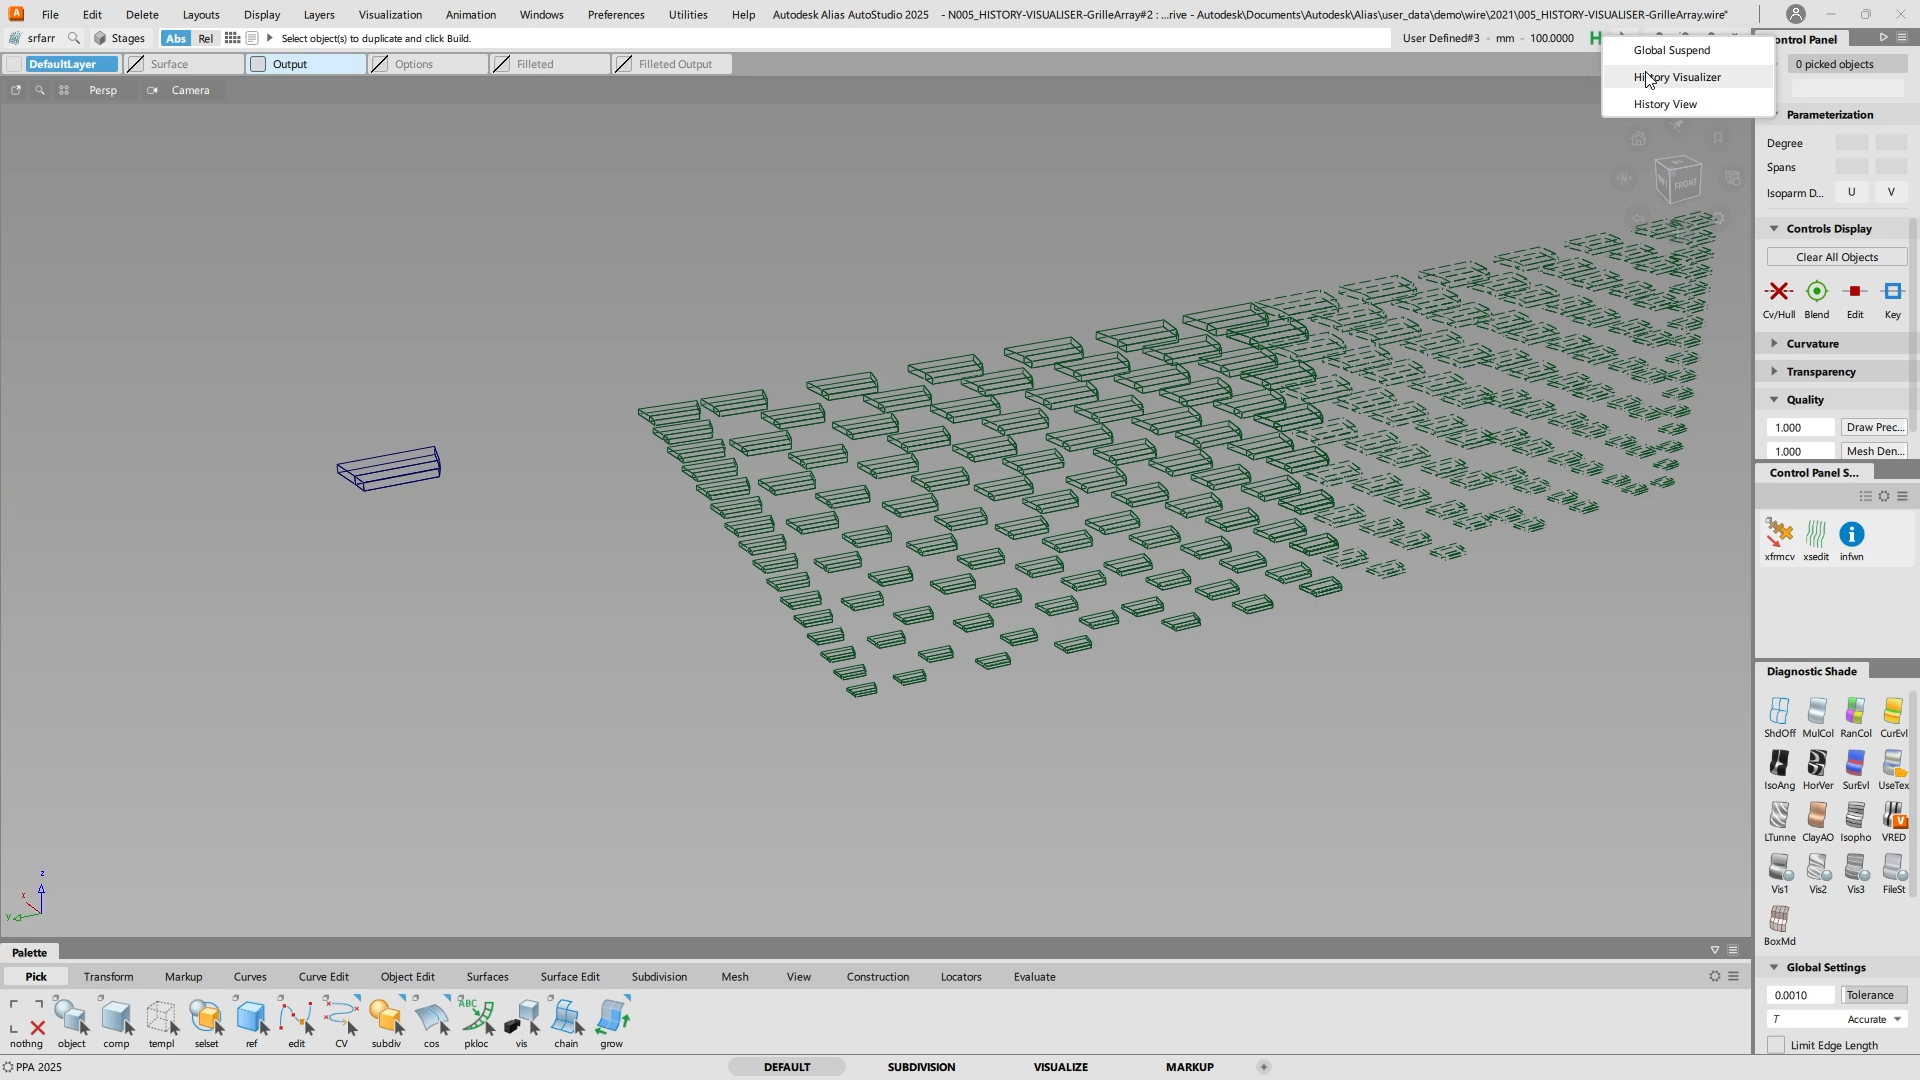 File Edit Delete Layouts Display Layers Visualization Animation Windows Preferences Utilities Help Autodesk Alias AutoStudio 2025 - N005_HISTORY-VISUALISER-GrilleArray#2 : ...rive - Autodesk\Documents\Autodesk\Alias\user_data\demo\wire\2021\005_HISTORY-VISUALISER-GrilleArray.wire"
srfarr Stages Abs Rel Select object(s) to duplicate and click Build. User Defined#3 - mm - 100.0000 H
ontrol Panel
Global Suspend
History Visualizer
History View
DefaultLayer Surface Output Options Filleted Filleted Output
0 picked objects
Persp Camera
Parameterization
Degree
Spans
Isoparm D... U V
FRONT
Controls Display
Clear All Objects
Cv/Hull Blend Edit Key
Curvature
Transparency
Quality
1.000 Draw Prec...
1.000 Mesh Den...
Control Panel S...
xfrmcv xsedit infwn
Diagnostic Shade
ShdOff MulCol RanCol CurEvl
IsoAng HorVer SurEvl UseTex
LTunne ClayAO Isopho VRED
Vis1 Vis2 Vis3 FileSt
BoxMd
z
x
y
Global Settings
0.0010 Tolerance
T Accurate
Limit Edge Length
Palette
Pick Transform Markup Curves Curve Edit Object Edit Surfaces Surface Edit Subdivision Mesh View Construction Locators Evaluate
ABC
nothng object comp templ selset ref edit CV subdiv cos pkloc vis chain grow
PPA 2025 DEFAULT SUBDIVISION VISUALIZE MARKUP